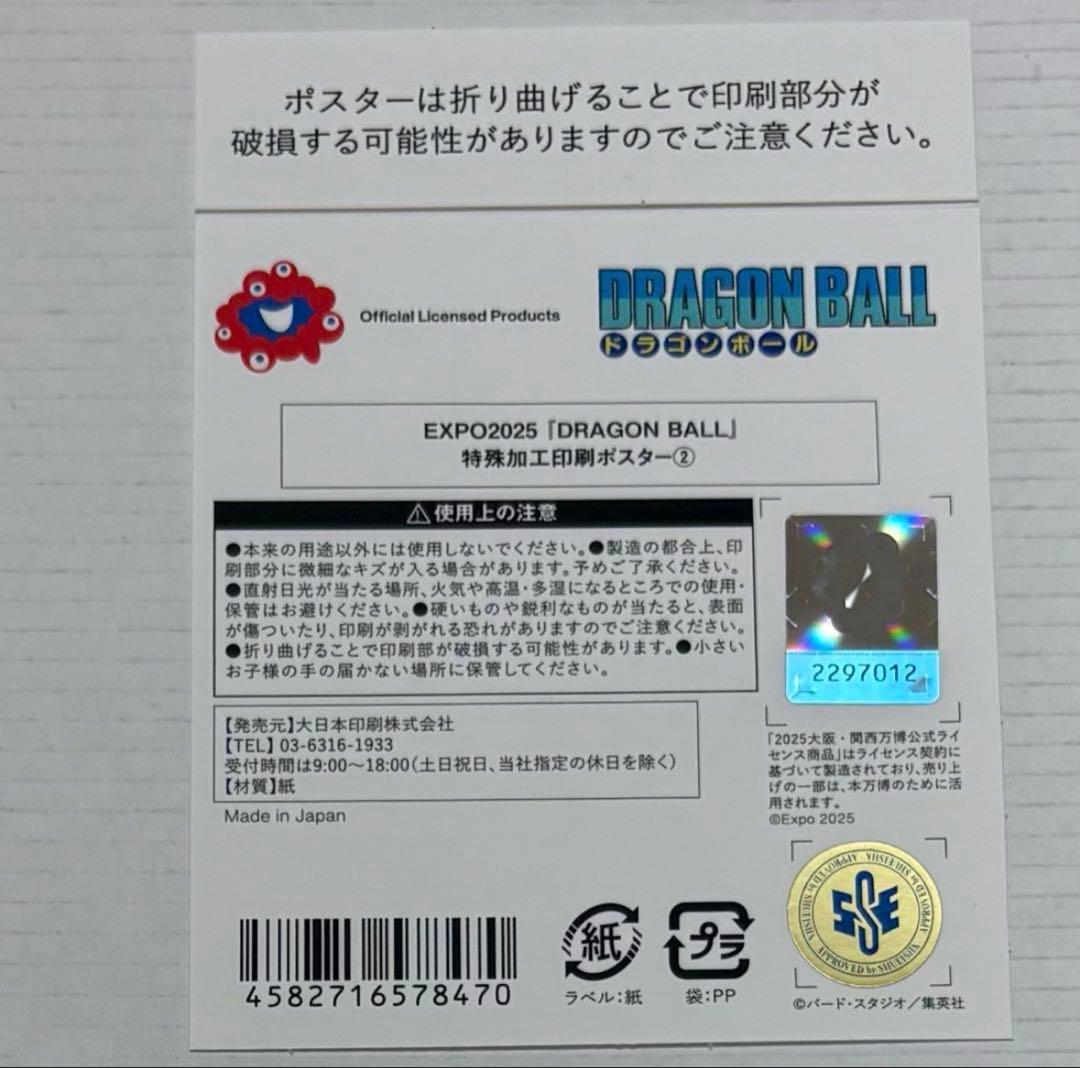 ポスターは折り曲げることで印刷部分が
破損する可能性がありますのでご注意ください。
Official Licensed Products
DRAGON BALL
ドラゴンボール
EXPO2025『DRAGON BALL』
特殊加工印刷ポスター②
⚠使用上の注意
●本来の用途以外には使用しないでください。●製造の都合上、印
刷部分に微細なキズが入る場合があります。予めご了承ください。
●直射日光が当たる場所、火気や高温・多湿になるところでの使用・
保管はお避けください。●硬いものや鋭利なものが当たると、表面
が傷ついたり、印刷が剥がれる恐れがありますのでご注意ください。
●折り曲げることで印刷部が破損する可能性があります。●小さい
お子様の手の届かない場所に保管してください。
2297012
【発売元】大日本印刷株式会社
【TEL】03-6316-1933
受付時間は9:00〜18:00(土日祝日、当社指定の休日を除く)
【材質】紙
Made in Japan
「2025大阪・関西万博公式ライ
センス商品」はライセンス契約に
基づいて製造されており、売り上
げの一部は、本万博のために活
用されます。
©Expo 2025
APPROVED by SHUEISHA
APPROVED by SHUEISHA
APPROVED by SHUEISHA
SSE
4582716578470
紙
ラベル:紙
プラ
袋:PP
©バード・スタジオ／集英社